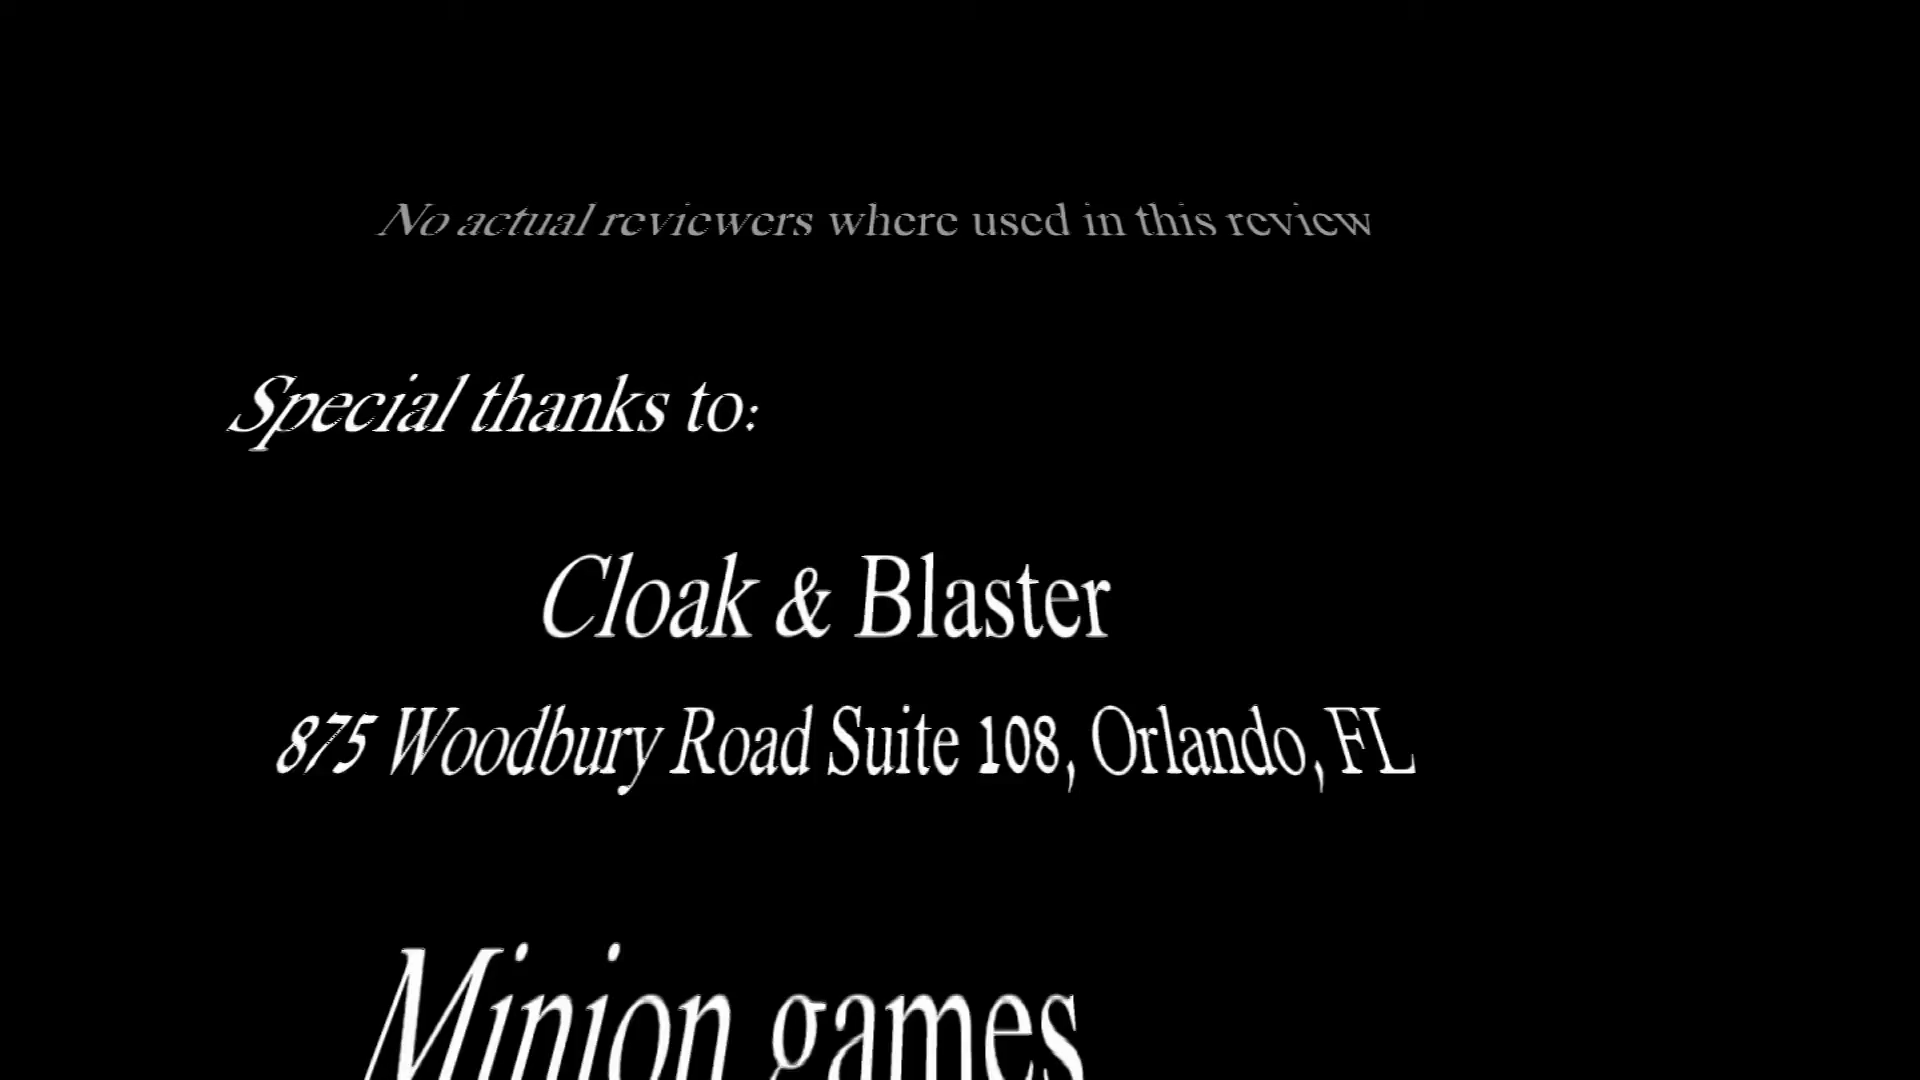 No actual reviewers where used in this review
Special thanks to:
Cloak & Blaster
875 Woodbury Road Suite 108, Orlando, FL
Minion games